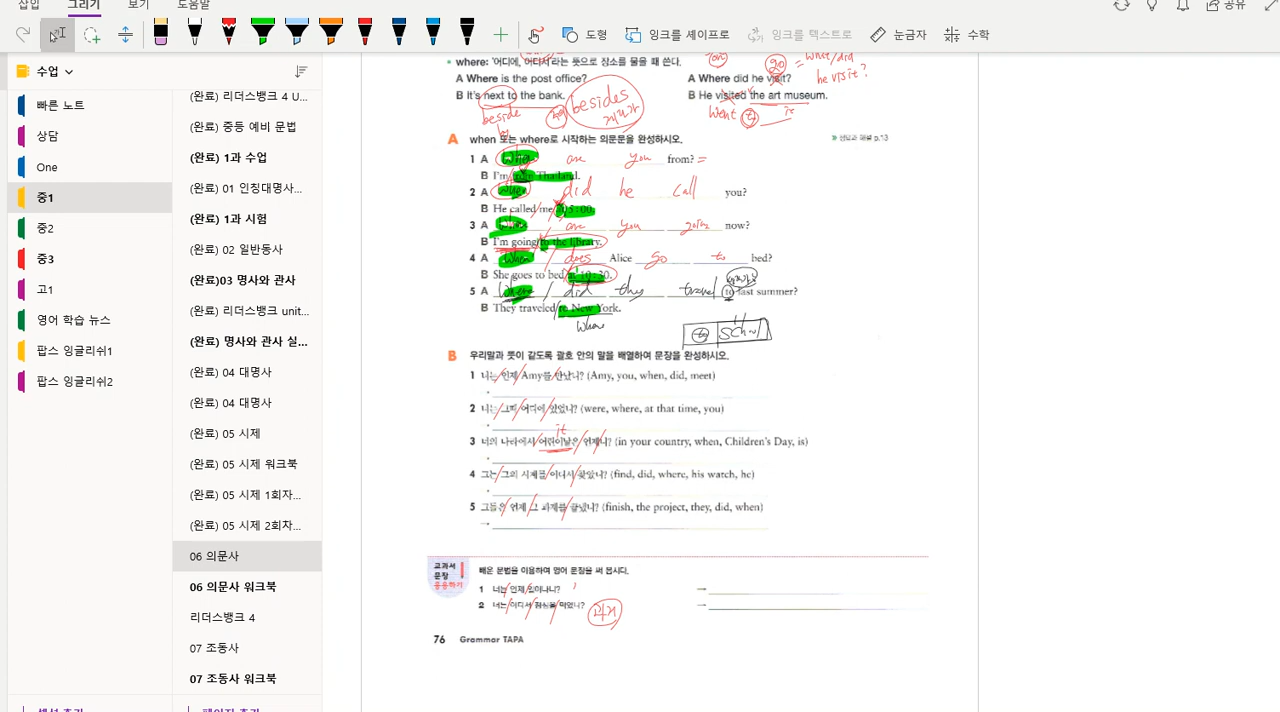 삽입 그리기 보기 도움말
도형 잉크를 셰이프로 잉크를 텍스트로 눈금자 수학 공유
수업
빠른 노트
상담
One
중1
중2
중3
고1
영어 학습 뉴스
팝스 잉글리쉬1
팝스 잉글리쉬2
(완료) 리더스뱅크 4 U...
(완료) 중등 예비 문법
(완료) 1과 수업
(완료) 01 인칭대명사...
(완료) 1과 시험
(완료) 02 일반동사
(완료)03 명사와 관사
(완료) 리더스뱅크 unit...
(완료) 명사와 관사 실...
(완료) 04 대명사
(완료) 04 대명사
(완료) 05 시제
(완료) 05 시제 워크북
(완료) 05 시제 1회차...
(완료) 05 시제 2회차...
06 의문사
06 의문사 워크북
리더스뱅크 4
07 조동사
07 조동사 워크북
where: '어디에, 어디서'라는 뜻으로 장소를 물을 때 쓴다.
go = what/did
he visit?
A Where is the post office? A Where did he visit?
B It's next to the bank. B He visited the art museum.
beside besides went to it
A when 또는 where로 시작하는 의문문을 완성하시오.
1 A Where are you from? =
B I'm from Thailand.
2 A When did he call you?
B He called me 05:00.
3 A Where are you going now?
B I'm going to the library.
4 A When does Alice go to bed?
B She goes to bed at 10:30.
5 A Where did they travel to last summer?
B They traveled to New York.
where
to
B 우리말과 뜻이 같도록 괄호 안의 말을 배열하여 문장을 완성하시오.
1 너는 언제 Amy를 만났니? (Amy, you, when, did, meet)
2 너는 그때 어디에 있었니? (were, where, at that time, you)
it
3 너의 나라에서 어린이날은 언제니? (in your country, when, Children's Day, is)
4 그는 그의 시계를 어디서 찾았니? (find, did, where, his watch, he)
5 그들은 언제 그 과제를 끝냈니? (finish, the project, they, did, when)
교과서
문장
응용하기
배운 문법을 이용하여 영어 문장을 써 봅시다.
1 너는 언제 일어나니?
2 너는 어디서 점심을 먹었니? 과거
76 Grammar TAPA